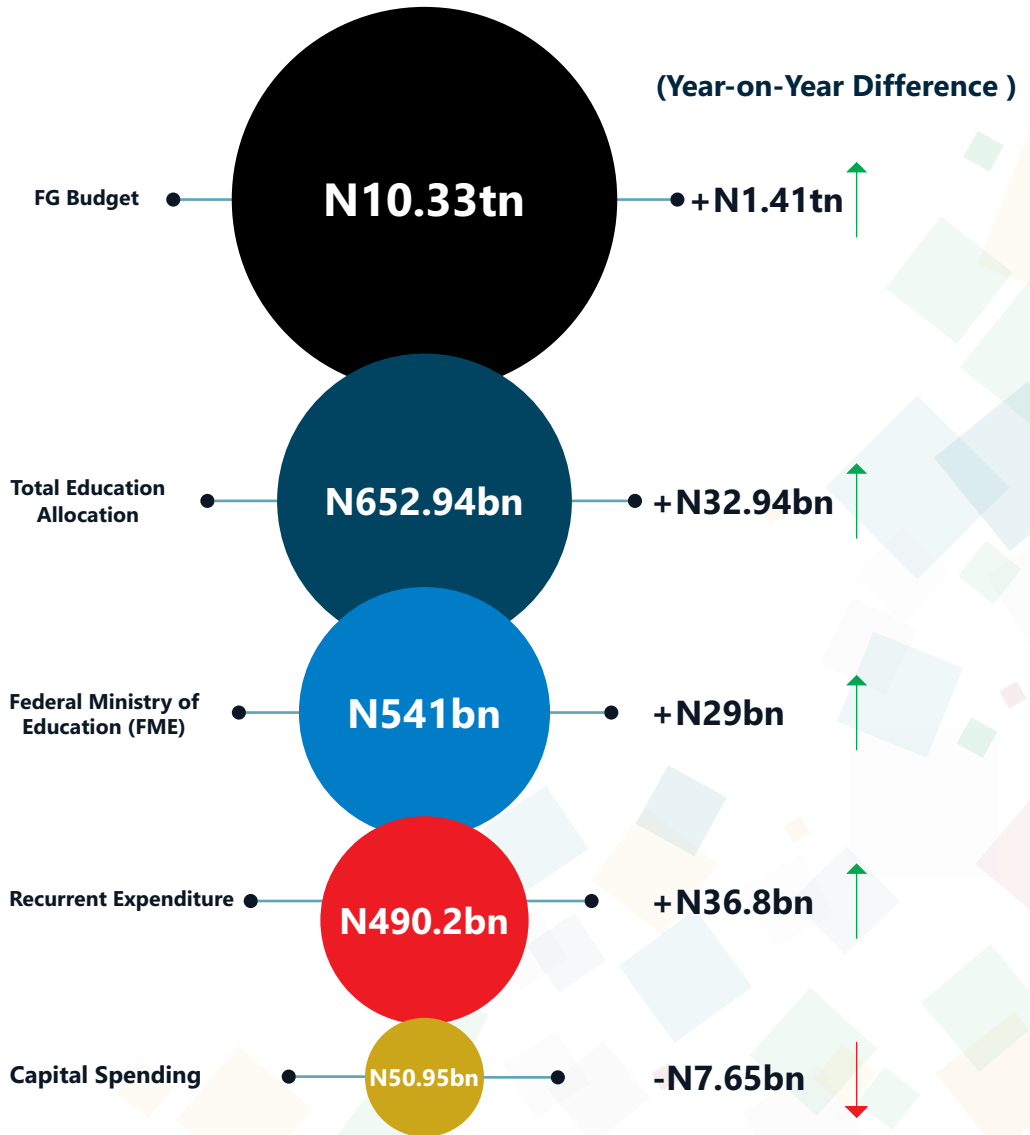 (Year-on-Year Difference )
FG Budget
N10.33tn
+N1.41tn
Total Education
Allocation
N652.94bn
+N32.94bn
Federal Ministry of
Education (FME)
N541bn
+N29bn
Recurrent Expenditure
N490.2bn
+N36.8bn
Capital Spending
N50.95bn
-N7.65bn